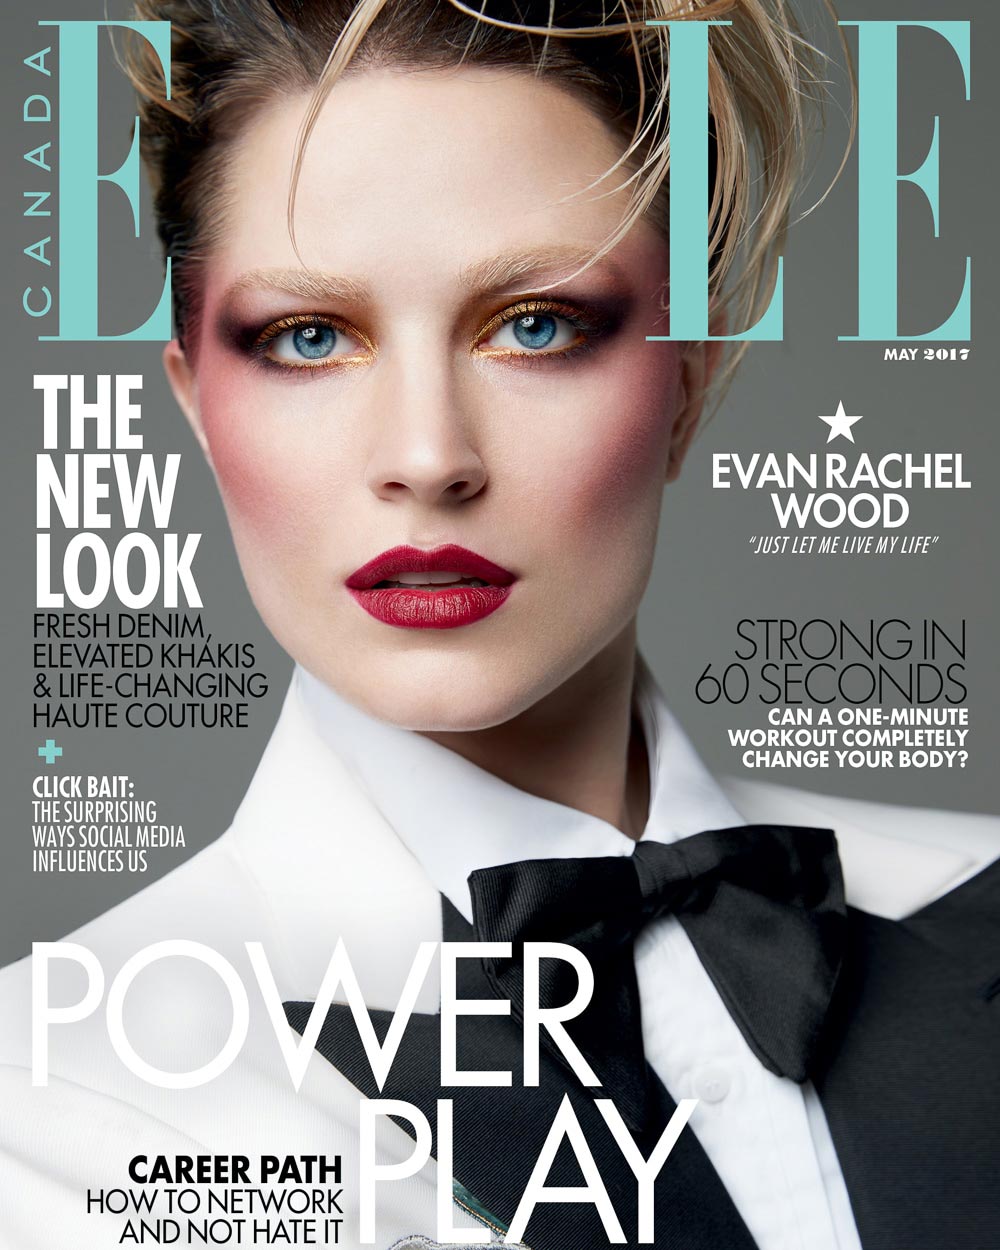 CANADA
ELLE
MAY 2017
THE
NEW
LOOK
FRESH DENIM,
ELEVATED KHAKIS
& LIFE-CHANGING
HAUTE COUTURE
+
CLICK BAIT:
THE SURPRISING
WAYS SOCIAL MEDIA
INFLUENCES US
★
EVAN RACHEL
WOOD
“JUST LET ME LIVE MY LIFE”
STRONG IN
60 SECONDS
CAN A ONE-MINUTE
WORKOUT COMPLETELY
CHANGE YOUR BODY?
POWER
PLAY
CAREER PATH
HOW TO NETWORK
AND NOT HATE IT